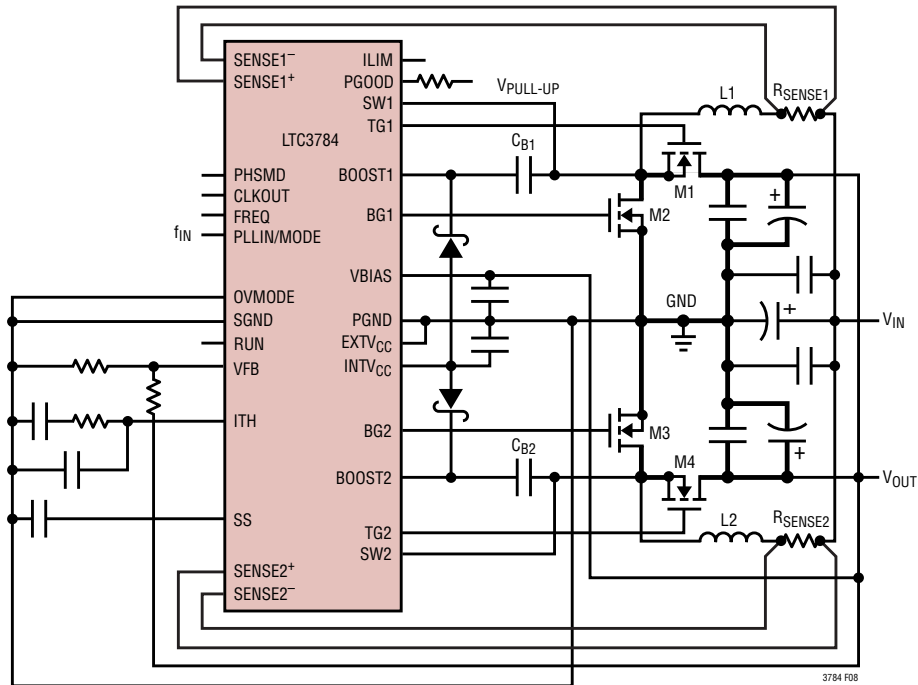 SENSE1–
SENSE1+
LTC3784
PHSMD
CLKOUT
FREQ
fIN
PLLIN/MODE
OVMODE
SGND
RUN
VFB
ITH
SS
SENSE2+
SENSE2–
ILIM
PGOOD
SW1
TG1
BOOST1
BG1
VBIAS
PGND
EXTVCC
INTVCC
BG2
BOOST2
TG2
SW2
VPULL-UP
CB1
CB2
L1
RSENSE1
M1
+
M2
GND
+
VIN
M3
M4
+
VOUT
L2
RSENSE2
3784 F08